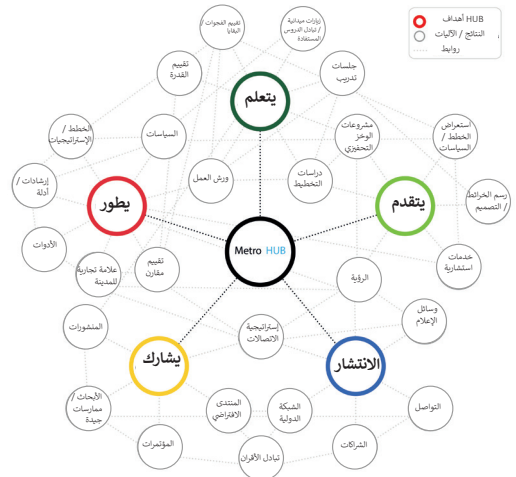 HUB أهداف
النتائج / الآليات
روابط
تقييم الفجوات /
البقايا
زيارات ميدانية
/ تبادل الدروس
المستفادة
تقييم
القدرة
جلسات
تدريب
يتعلم
الخطط /
الإستراتيجيات
السياسات
مشروعات
الوخز
التحفيزي
استعراض
الخطط /
السياسات
إرشادات /
أدلة
ورش العمل
دراسات
التخطيط
يطور
يتقدم
رسم الخرائط
/ التصميم
الأدوات
Metro HUB
علامة تجارية
للمدينة
تقييم
مقارن
الرؤية
خدمات
استشارية
المنشورات
إستراتيجية
الاتصالات
وسائل
الإعلام
يشارك
الانتشار
الأبحاث /
ممارسات
جيدة
المنتدى
الافتراضي
الشبكة
الدولية
التواصل
المؤتمرات
تبادل الأقران
الشراكات